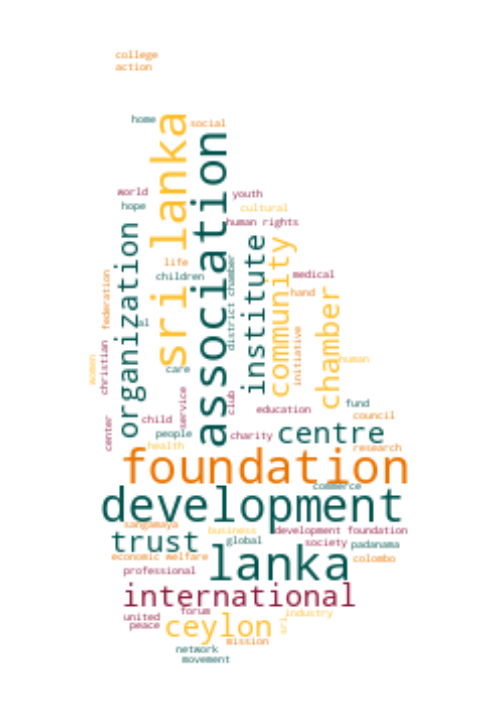 college
action
home
sri lanka
social
association
world
hope
youth
cultural
human rights
organization
institute
community
life
children
district chamber
medical
hand
federation
chamber
initiative
christian
women
care
human
service
club
fund
child
education
council
center
people
charity
centre
health
research
foundation
commerce
development
sangamaya
business
development foundation
trust
global
society
padanama
lanka
economic welfare
colombo
professional
international
united
forum
industry
peace
ceylon
sri
mission
network
movement